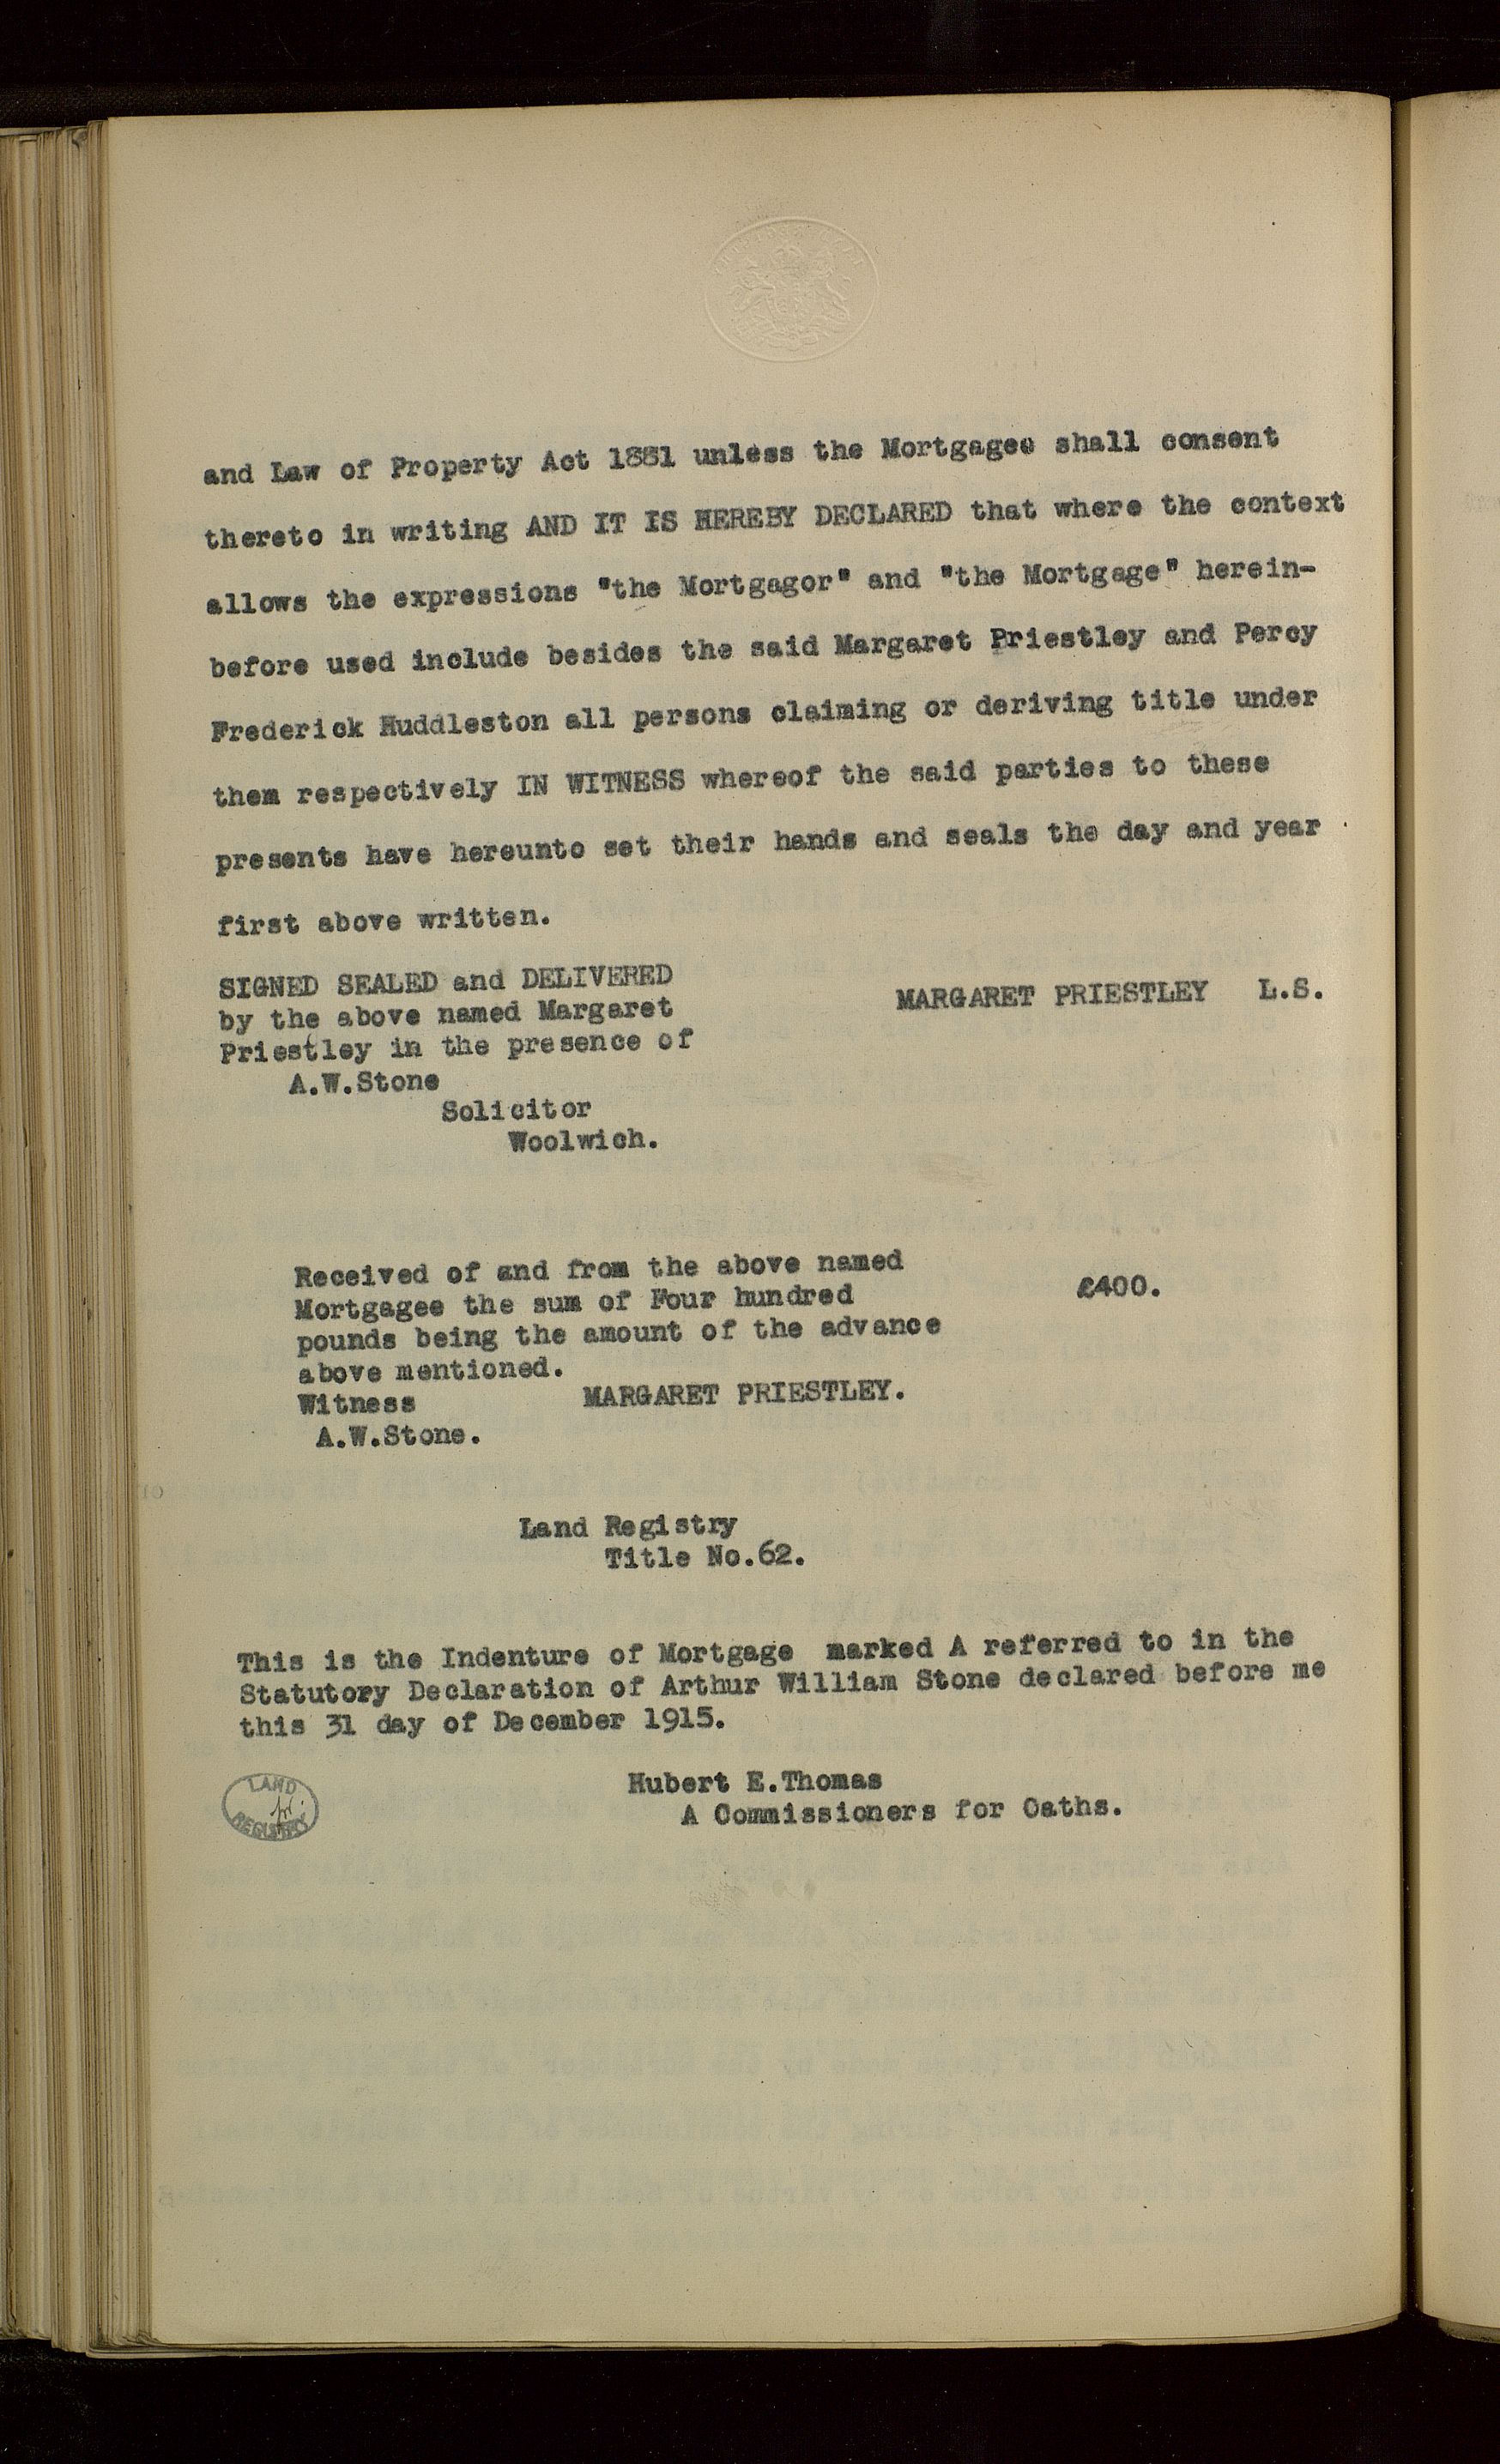 and Law of Property Act 1881 unless the Mortgagee shall consent
thereto in writing AND IT IS HEREBY DECLARED that where the context
allows the expressions "the Mortgagor" and "the Mortgage" herein-
before used include besides the said Margaret Priestley and Percy
Frederick Huddleston all persons claiming or deriving title under
them respectively IN WITNESS whereof the said parties to these
presents have hereunto set their hands and seals the day and year
first above written.
SIGNED SEALED and DELIVERED
by the above named Margaret
MARGARET PRIESTLEY L.S.
Priestley in the presence of
A.W.Stone
Solicitor
Woolwich.
Received of and from the above named
Mortgagee the sum of Four hundred
£400.
pounds being the amount of the advance
above mentioned.
Witness MARGARET PRIESTLEY.
A.W.Stone.
Land Registry
Title No.62.
This is the Indenture of Mortgage marked A referred to in the
Statutory Declaration of Arthur William Stone declared before me
this 31 day of December 1915.
Hubert E.Thomas
A Commissioners for Oaths.
LAND
REGISTRY